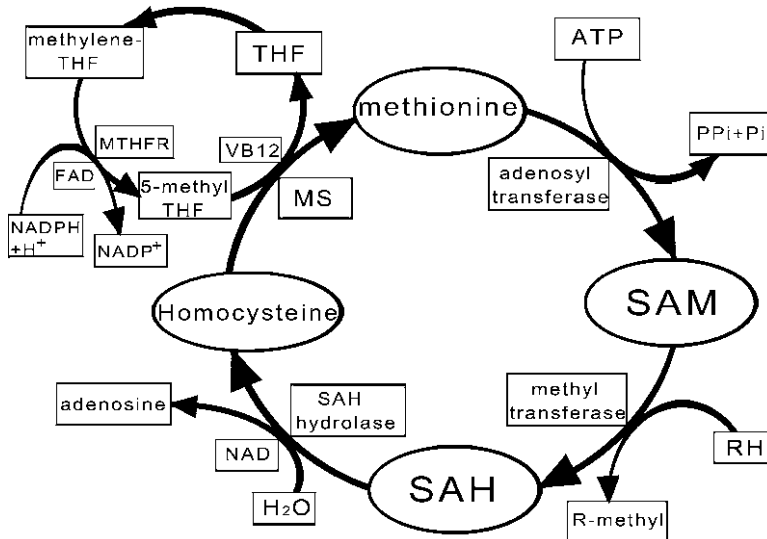 methylene-
THF
THF
ATP
methionine
PPi+Pi
MTHFR
VB12
FAD
5-methyl
THF
MS
adenosyl
transferase
NADPH
+H⁺
NADP⁺
Homocysteine
SAM
adenosine
SAH
hydrolase
methyl
transferase
NAD
RH
SAH
H₂O
R-methyl